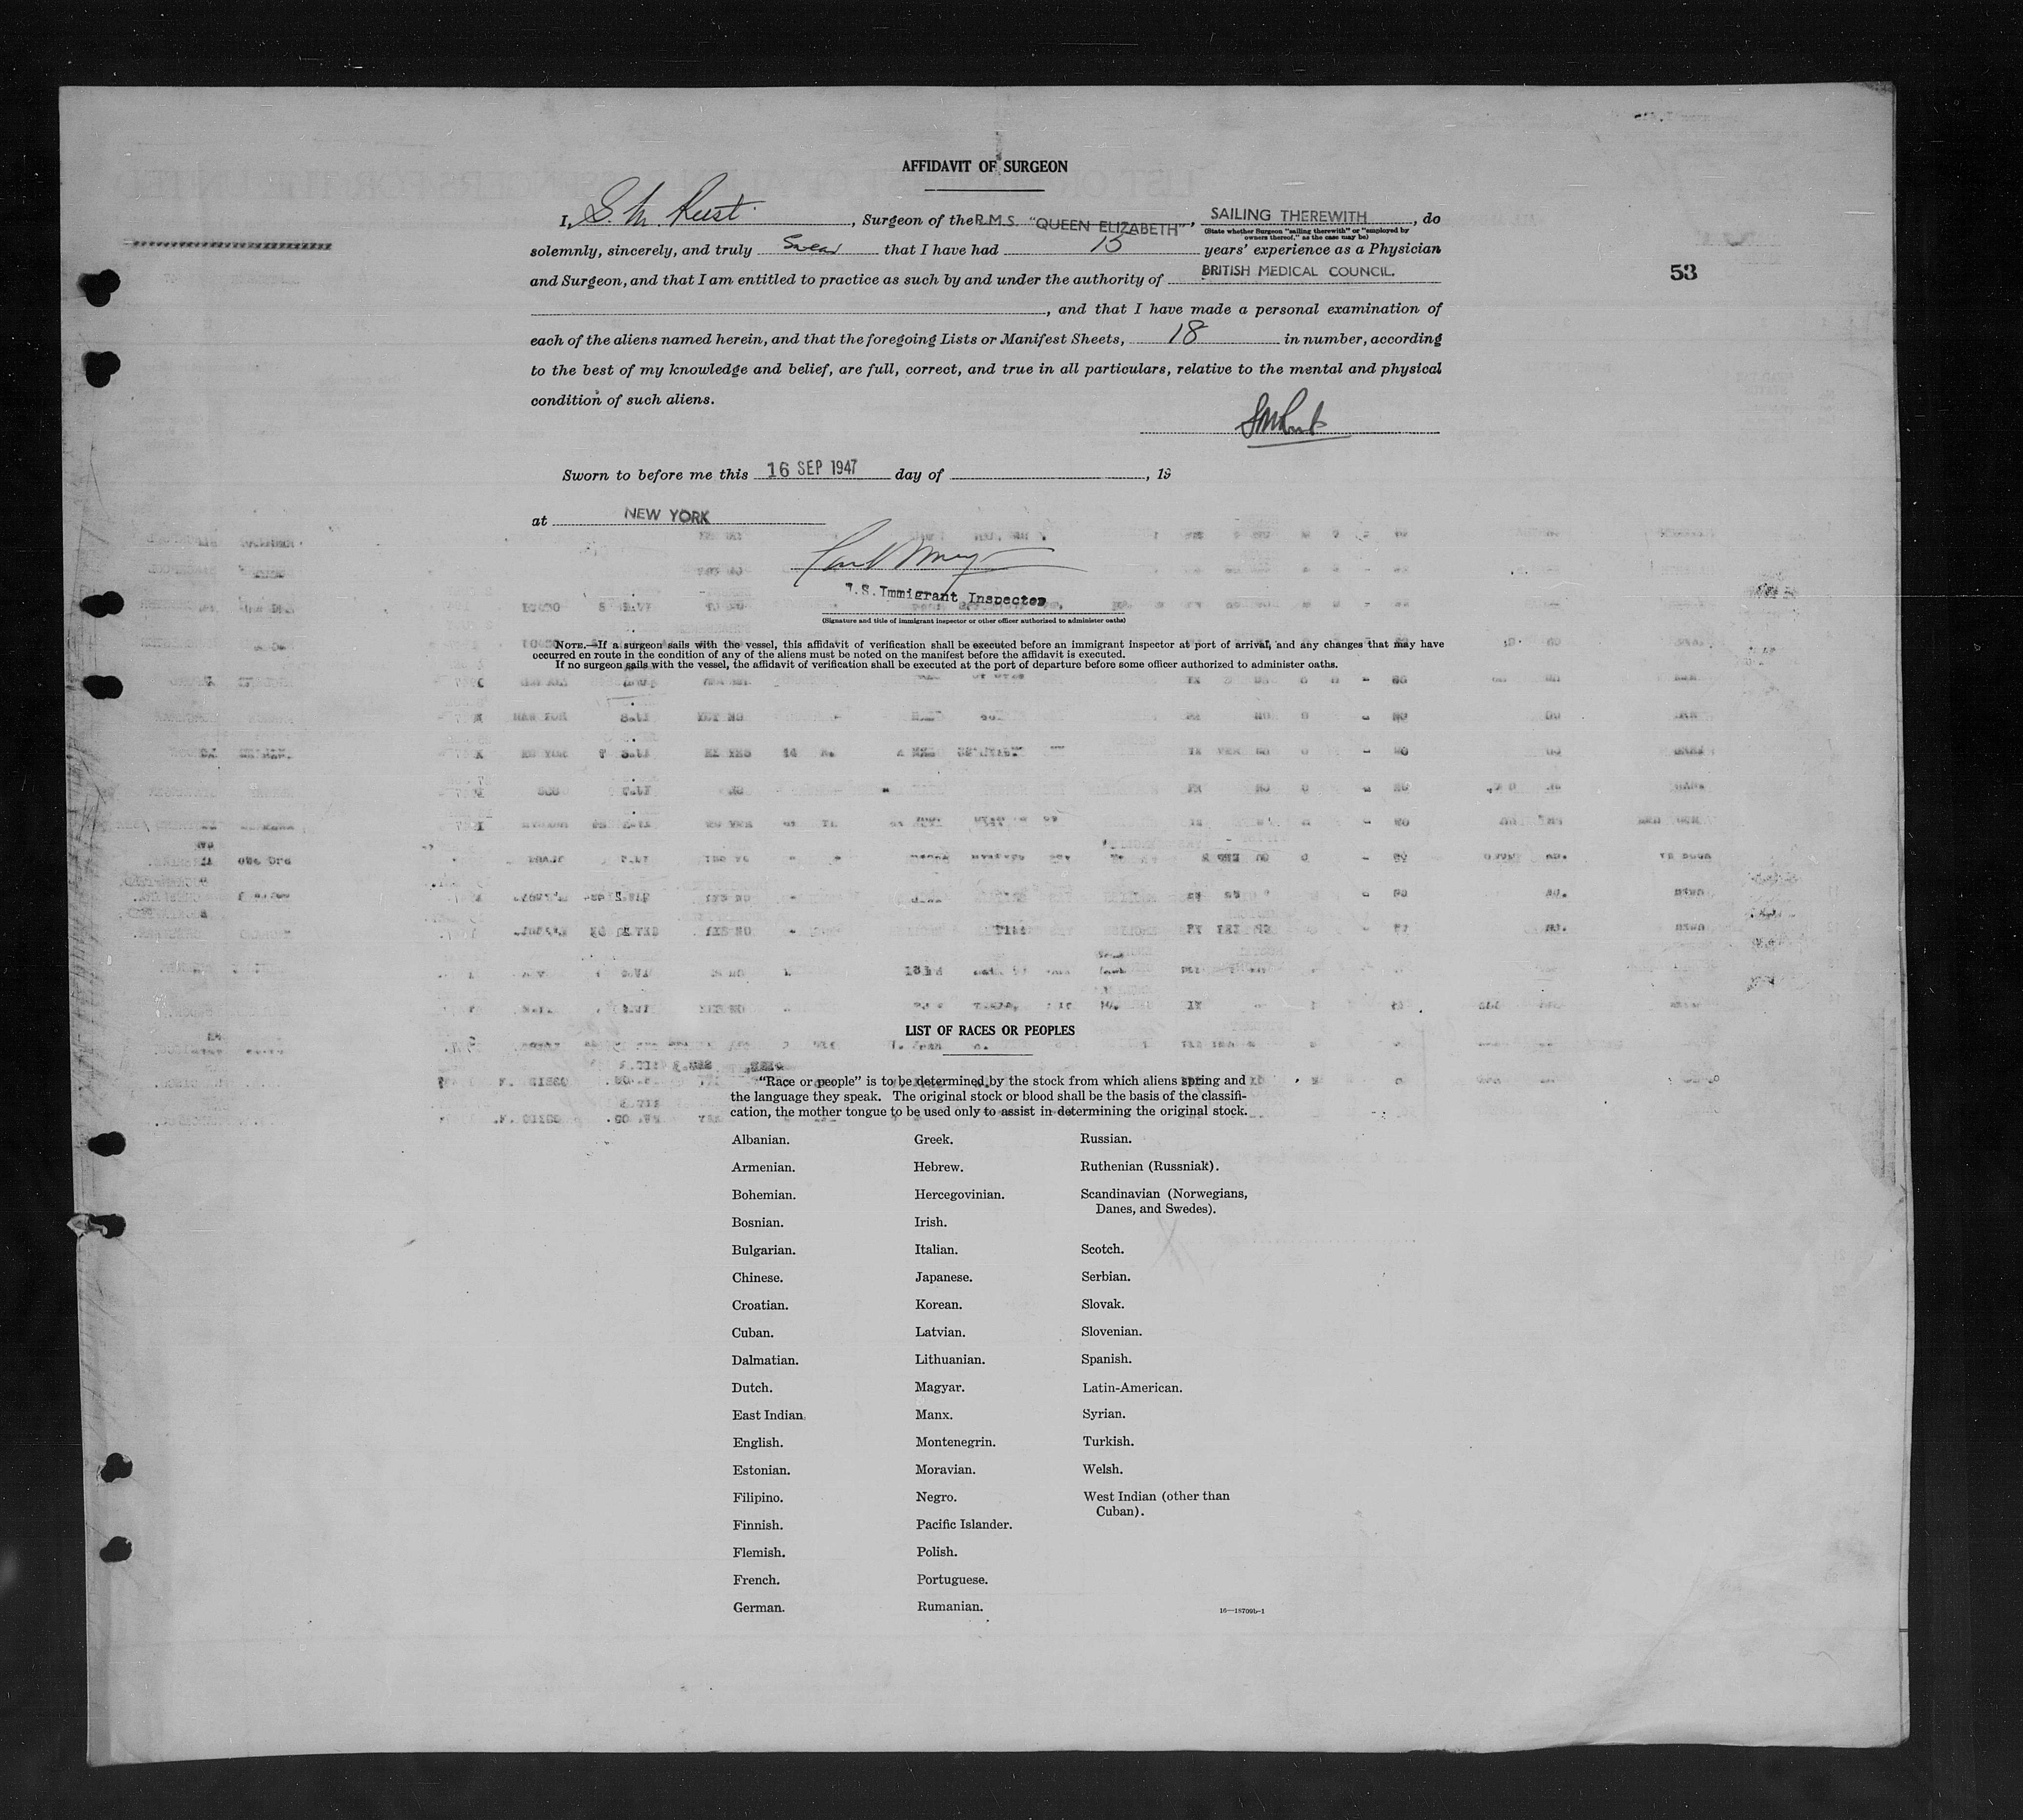 AFFIDAVIT OF SURGEON
I, S. M. , Surgeon of the R.M.S. "QUEEN ELIZABETH", SAILING THEREWITH, do
(State whether Surgeon "sailing therewith" or "employed by
owners thereof," as the case may be)
solemnly, sincerely, and truly Swear that I have had 15 years' experience as a Physician
53
and Surgeon, and that I am entitled to practice as such by and under the authority of BRITISH MEDICAL COUNCIL.
, and that I have made a personal examination of
each of the aliens named herein, and that the foregoing Lists or Manifest Sheets, 18 in number, according
to the best of my knowledge and belief, are full, correct, and true in all particulars, relative to the mental and physical
condition of such aliens.
Sworn to before me this 16 SEP 1947 day of , 19
at NEW YORK
U.S. Immigrant Inspector
(Signature and title of immigrant inspector or other officer authorized to administer oaths)
NOTE.—If a surgeon sails with the vessel, this affidavit of verification shall be executed before an immigrant inspector at port of arrival, and any changes that may have
occurred en route in the condition of any of the aliens must be noted on the manifest before the affidavit is executed.
If no surgeon sails with the vessel, the affidavit of verification shall be executed at the port of departure before some officer authorized to administer oaths.
LIST OF RACES OR PEOPLES
"Race or people" is to be determined by the stock from which aliens spring and
the language they speak. The original stock or blood shall be the basis of the classifi-
cation, the mother tongue to be used only to assist in determining the original stock.
Albanian.
Armenian.
Bohemian.
Bosnian.
Bulgarian.
Chinese.
Croatian.
Cuban.
Dalmatian.
Dutch.
East Indian.
English.
Estonian.
Filipino.
Finnish.
Flemish.
French.
German.
Greek.
Hebrew.
Hercegovinian.
Irish.
Italian.
Japanese.
Korean.
Latvian.
Lithuanian.
Magyar.
Manx.
Montenegrin.
Moravian.
Negro.
Pacific Islander.
Polish.
Portuguese.
Rumanian.
Russian.
Ruthenian (Russniak).
Scandinavian (Norwegians,
Danes, and Swedes).
Scotch.
Serbian.
Slovak.
Slovenian.
Spanish.
Latin-American.
Syrian.
Turkish.
Welsh.
West Indian (other than
Cuban).
16—18709b-1